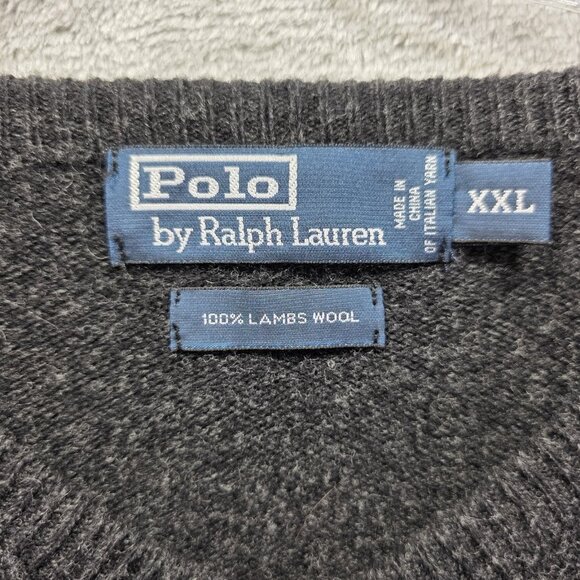 Polo
by Ralph Lauren
MADE IN
CHINA
OF ITALIAN YARN
XXL
100% LAMBS WOOL